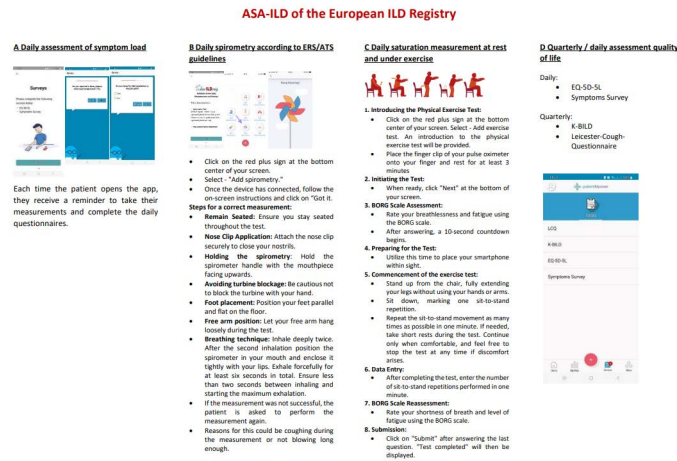 ASA-ILD of the European ILD Registry
A Daily assessment of symptom load
Surveys
Each time the patient opens the app,
they receive a reminder to take their
measurements and complete the daily
questionnaires.
B Daily spirometry according to ERS/ATS
guidelines
• Click on the red plus sign at the bottom
center of your screen.
• Select - "Add spirometry."
• Once the device has connected, follow the
on-screen instructions and click on "Got it.
Steps for a correct measurement:
• Remain Seated: Ensure you stay seated
throughout the test.
• Nose Clip Application: Attach the nose clip
securely to close your nostrils.
• Holding the spirometry: Hold the
spirometer handle with the mouthpiece
facing upwards.
• Avoiding turbine blockage: Be cautious not
to block the turbine with your hand.
• Foot placement: Position your feet parallel
and flat on the floor.
• Free arm position: Let your free arm hang
loosely during the test.
• Breathing technique: Inhale deeply twice.
After the second inhalation position the
spirometer in your mouth and enclose it
tightly with your lips. Exhale forcefully for
at least six seconds in total. Ensure less
than two seconds between inhaling and
starting the maximum exhalation.
• If the measurement was not successful, the
patient is asked to perform the
measurement again.
• Reasons for this could be coughing during
the measurement or not blowing long
enough.
C Daily saturation measurement at rest
and under exercise
1. Introducing the Physical Exercise Test:
• Click on the red plus sign at the bottom
center of your screen. Select - Add exercise
test. An introduction to the physical
exercise test will be provided.
• Place the finger clip of your pulse oximeter
onto your finger and rest for at least 3
minutes
2. Initiating the Test:
• When ready, click "Next" at the bottom of
your screen.
3. BORG Scale Assessment:
• Rate your breathlessness and fatigue using
the BORG scale.
• After answering, a 10-second countdown
begins.
4. Preparing for the Test:
• Utilize this time to place your smartphone
within sight.
5. Commencement of the exercise test:
• Stand up from the chair, fully extending
your legs without using your hands or arms.
• Sit down, marking one sit-to-stand
repetition.
• Repeat the sit-to-stand movement as many
times as possible in one minute. If needed,
take short rests during the test. Continue
only when comfortable, and feel free to
stop the test at any time if discomfort
arises.
6. Data Entry:
• After completing the test, enter the number
of sit-to-stand repetitions performed in one
minute.
7. BORG Scale Reassessment:
• Rate your shortness of breath and level of
fatigue using the BORG scale.
8. Submission:
• Click on "Submit" after answering the last
question. "Test completed" will then be
displayed.
D Quarterly / daily assessment quality
of life
Daily:
• EQ-5D-5L
• Symptoms Survey
Quarterly:
• K-BILD
• Leicester-Cough-
Questionnaire
patientMpower
LCQ
K-BILD
EQ-5D-5L
Symptoms Survey